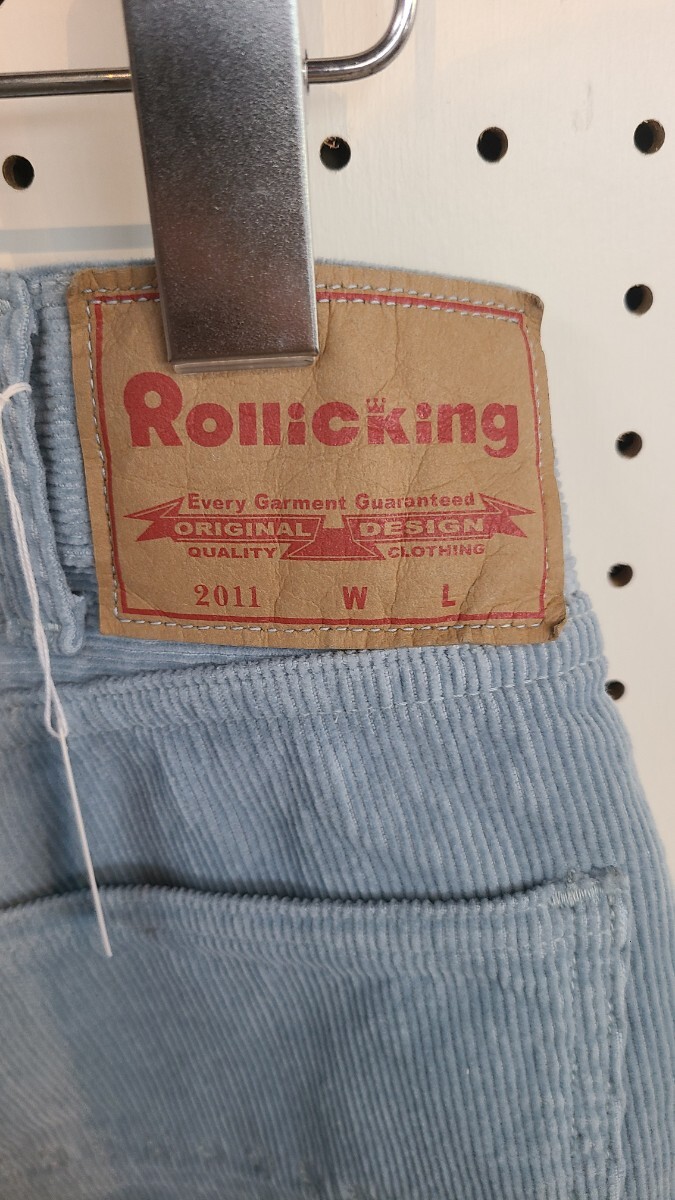 Rollicking
Every Garment Guaranteed
ORIGINAL DESIGN
QUALITY CLOTHING
2011 W L